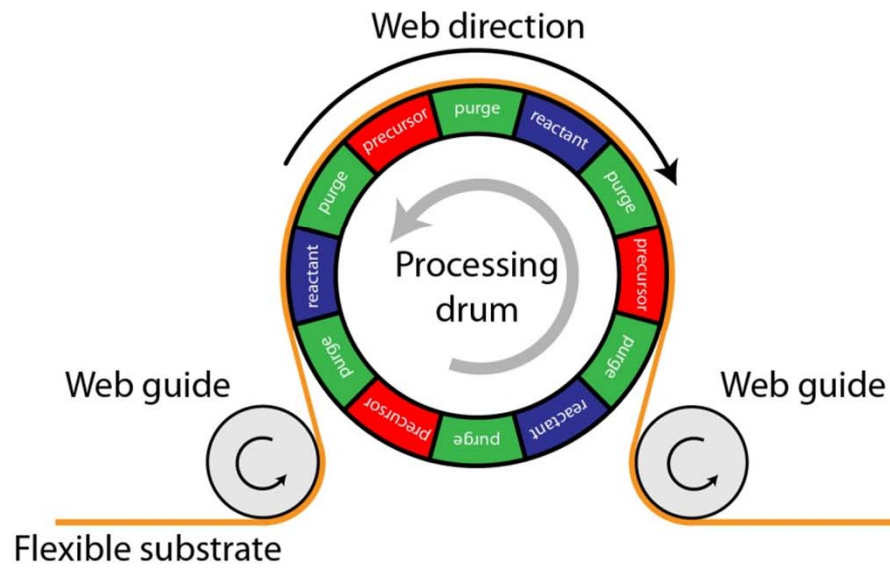 Web direction
purge
precursor
reactant
purge
purge
reactant
precursor
Processing
drum
purge
purge
precursor
reactant
purge
Web guide
Web guide
Flexible substrate